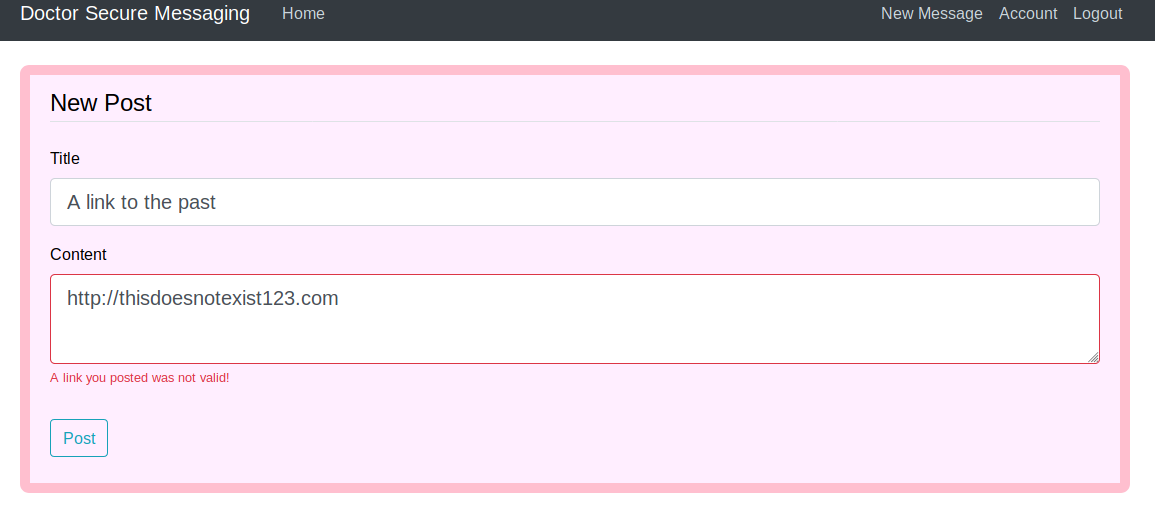 Doctor Secure Messaging Home New Message Account Logout
New Post
Title
A link to the past
Content
http://thisdoesnotexist123.com
A link you posted was not valid!
Post